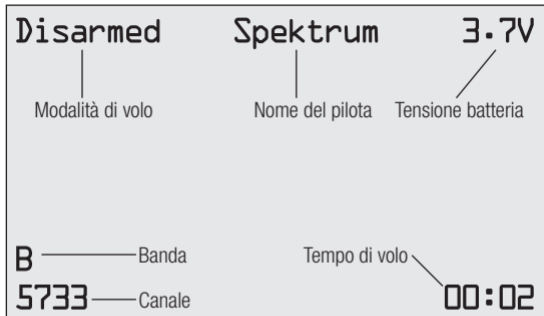 Disarmed Spektrum 3.7V
Modalità di volo Nome del pilota Tensione batteria
B Banda Tempo di volo
5733 Canale 00:02